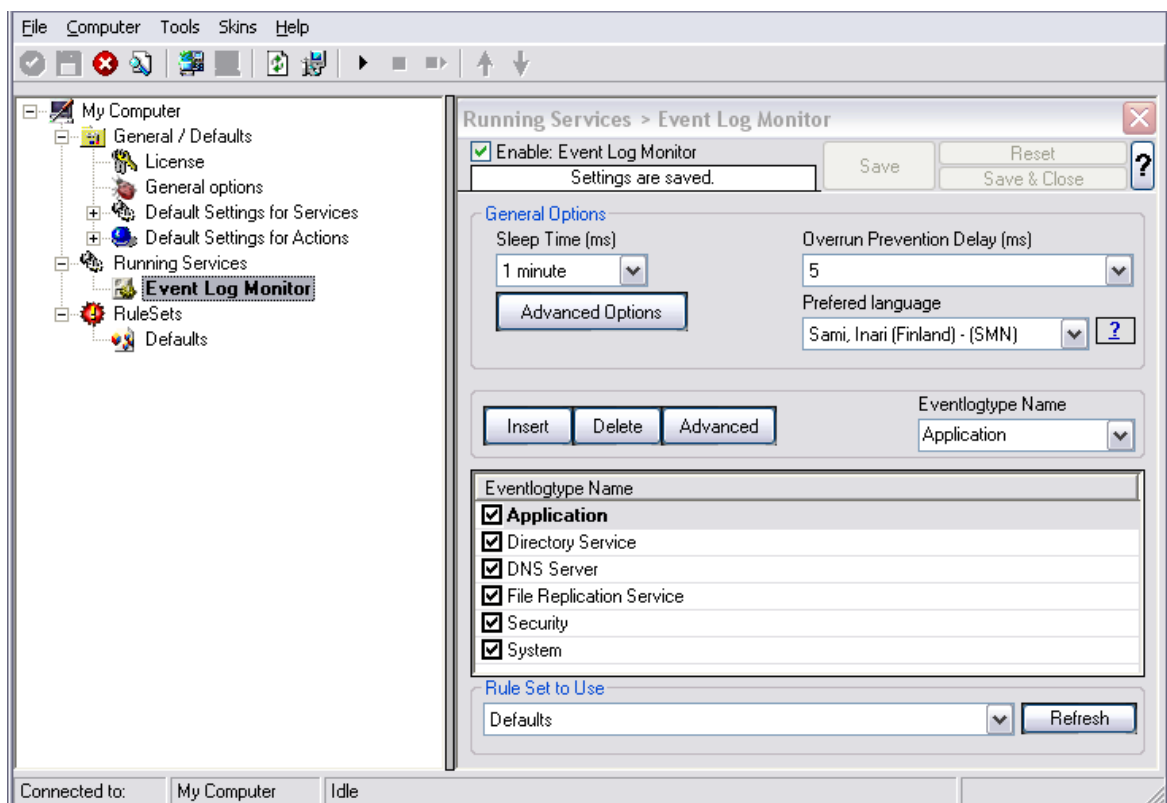 File Computer Tools Skins Help
My Computer
General / Defaults
License
General options
Default Settings for Services
Default Settings for Actions
Running Services
Event Log Monitor
RuleSets
Defaults
Running Services > Event Log Monitor
Enable: Event Log Monitor
Settings are saved.
Save
Reset
Save & Close
?
General Options
Sleep Time (ms)
Overrun Prevention Delay (ms)
1 minute
5
Advanced Options
Prefered language
Sami, Inari (Finland) - (SMN)
?
Insert Delete Advanced
Eventlogtype Name
Application
Eventlogtype Name
Application
Directory Service
DNS Server
File Replication Service
Security
System
Rule Set to Use
Defaults
Refresh
Connected to: My Computer Idle